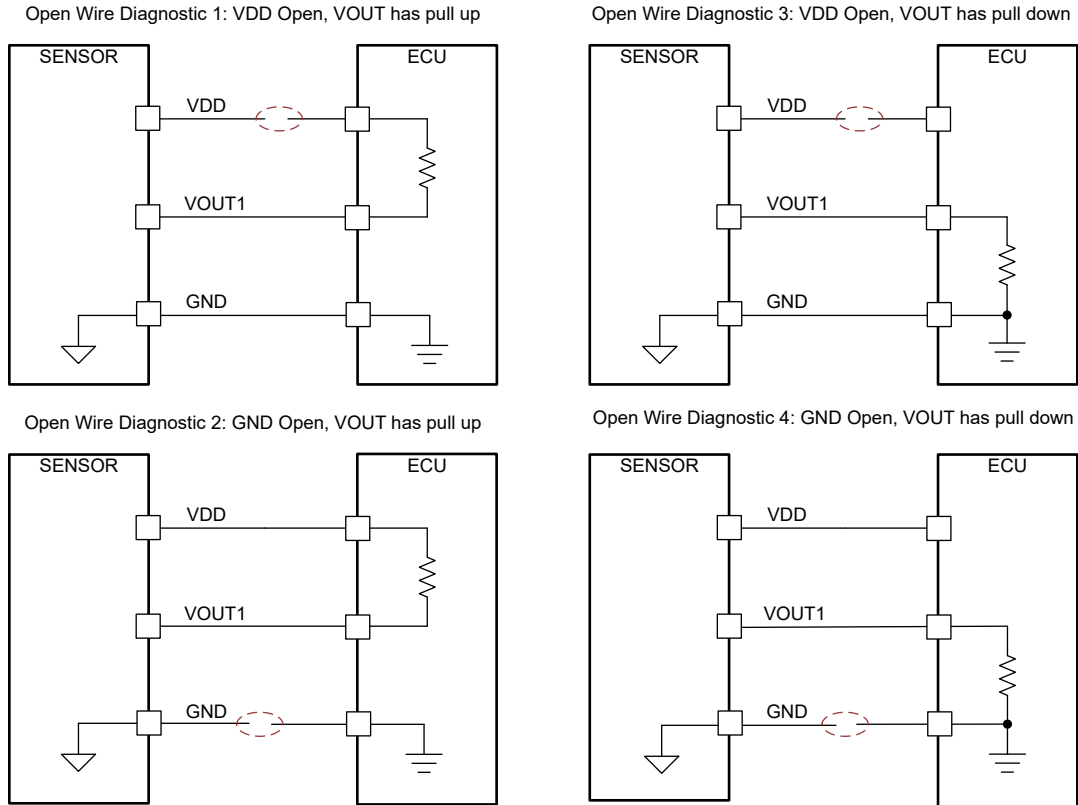 Open Wire Diagnostic 1: VDD Open, VOUT has pull up
SENSOR
ECU
VDD
VOUT1
GND
Open Wire Diagnostic 3: VDD Open, VOUT has pull down
SENSOR
ECU
VDD
VOUT1
GND
Open Wire Diagnostic 2: GND Open, VOUT has pull up
SENSOR
ECU
VDD
VOUT1
GND
Open Wire Diagnostic 4: GND Open, VOUT has pull down
SENSOR
ECU
VDD
VOUT1
GND